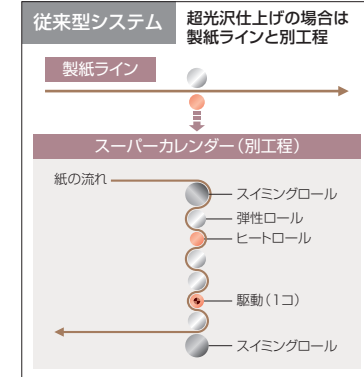 従来型システム
超光沢仕上げの場合は
製紙ラインと別工程
製紙ライン
スーパーカレンダー（別工程）
紙の流れ
スイミングロール
弾性ロール
ヒートロール
駆動（1コ）
スイミングロール